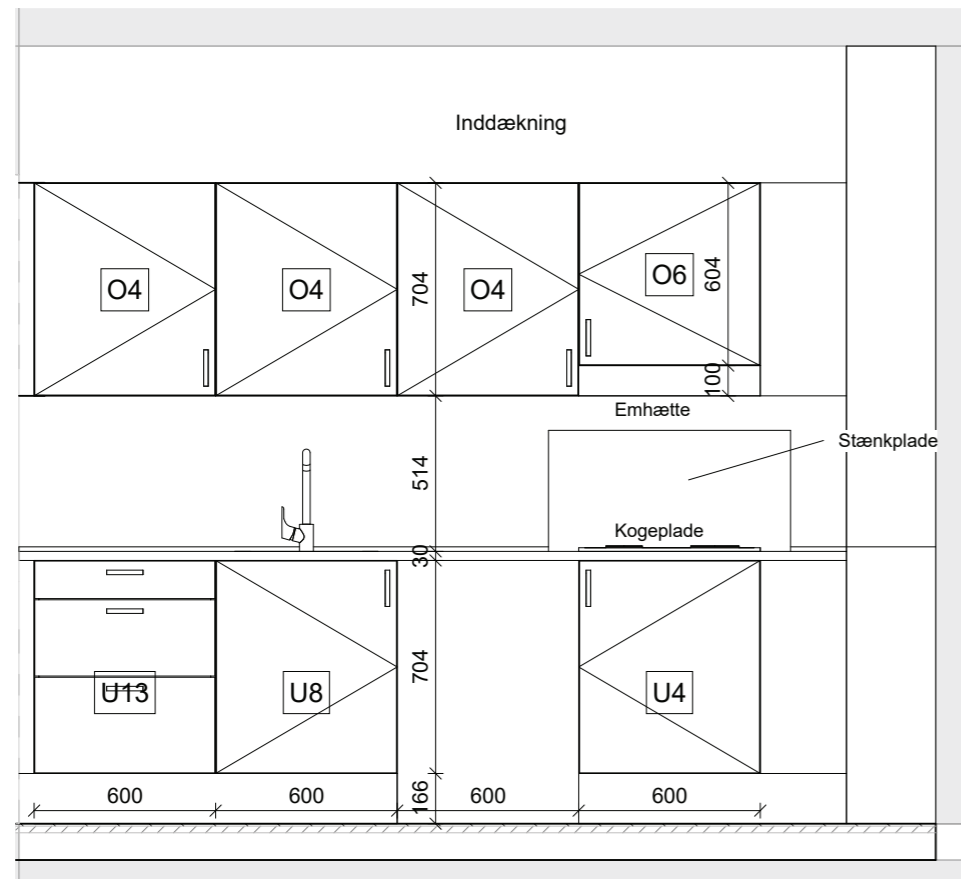 Inddækning
O4
O4
704
O4
O6
604
100
Emhætte
514
Stænkplade
30
Kogeplade
U13
U8
704
U4
600
600
166
600
600